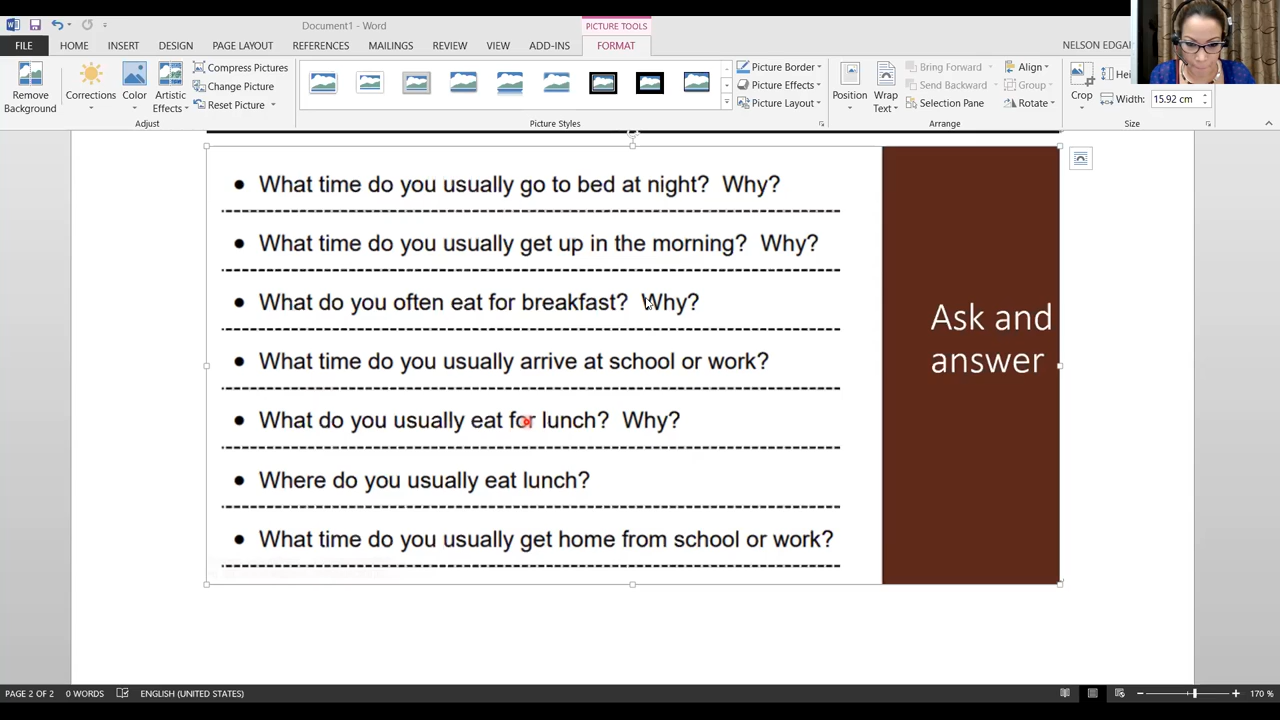 Document1 - Word
PICTURE TOOLS
FILE HOME INSERT DESIGN PAGE LAYOUT REFERENCES MAILINGS REVIEW VIEW ADD-INS FORMAT
Remove Background
Corrections
Color
Artistic Effects
Compress Pictures
Change Picture
Reset Picture
Adjust
Picture Styles
Picture Border
Picture Effects
Picture Layout
Position
Wrap Text
Bring Forward
Send Backward
Selection Pane
Align
Group
Rotate
Arrange
Crop
Width: 15.92 cm
Size
• What time do you usually go to bed at night? Why?
• What time do you usually get up in the morning? Why?
• What do you often eat for breakfast? Why?
• What time do you usually arrive at school or work?
• What do you usually eat for lunch? Why?
• Where do you usually eat lunch?
• What time do you usually get home from school or work?
Ask and
answer
PAGE 2 OF 2 0 WORDS ENGLISH (UNITED STATES) 170 %